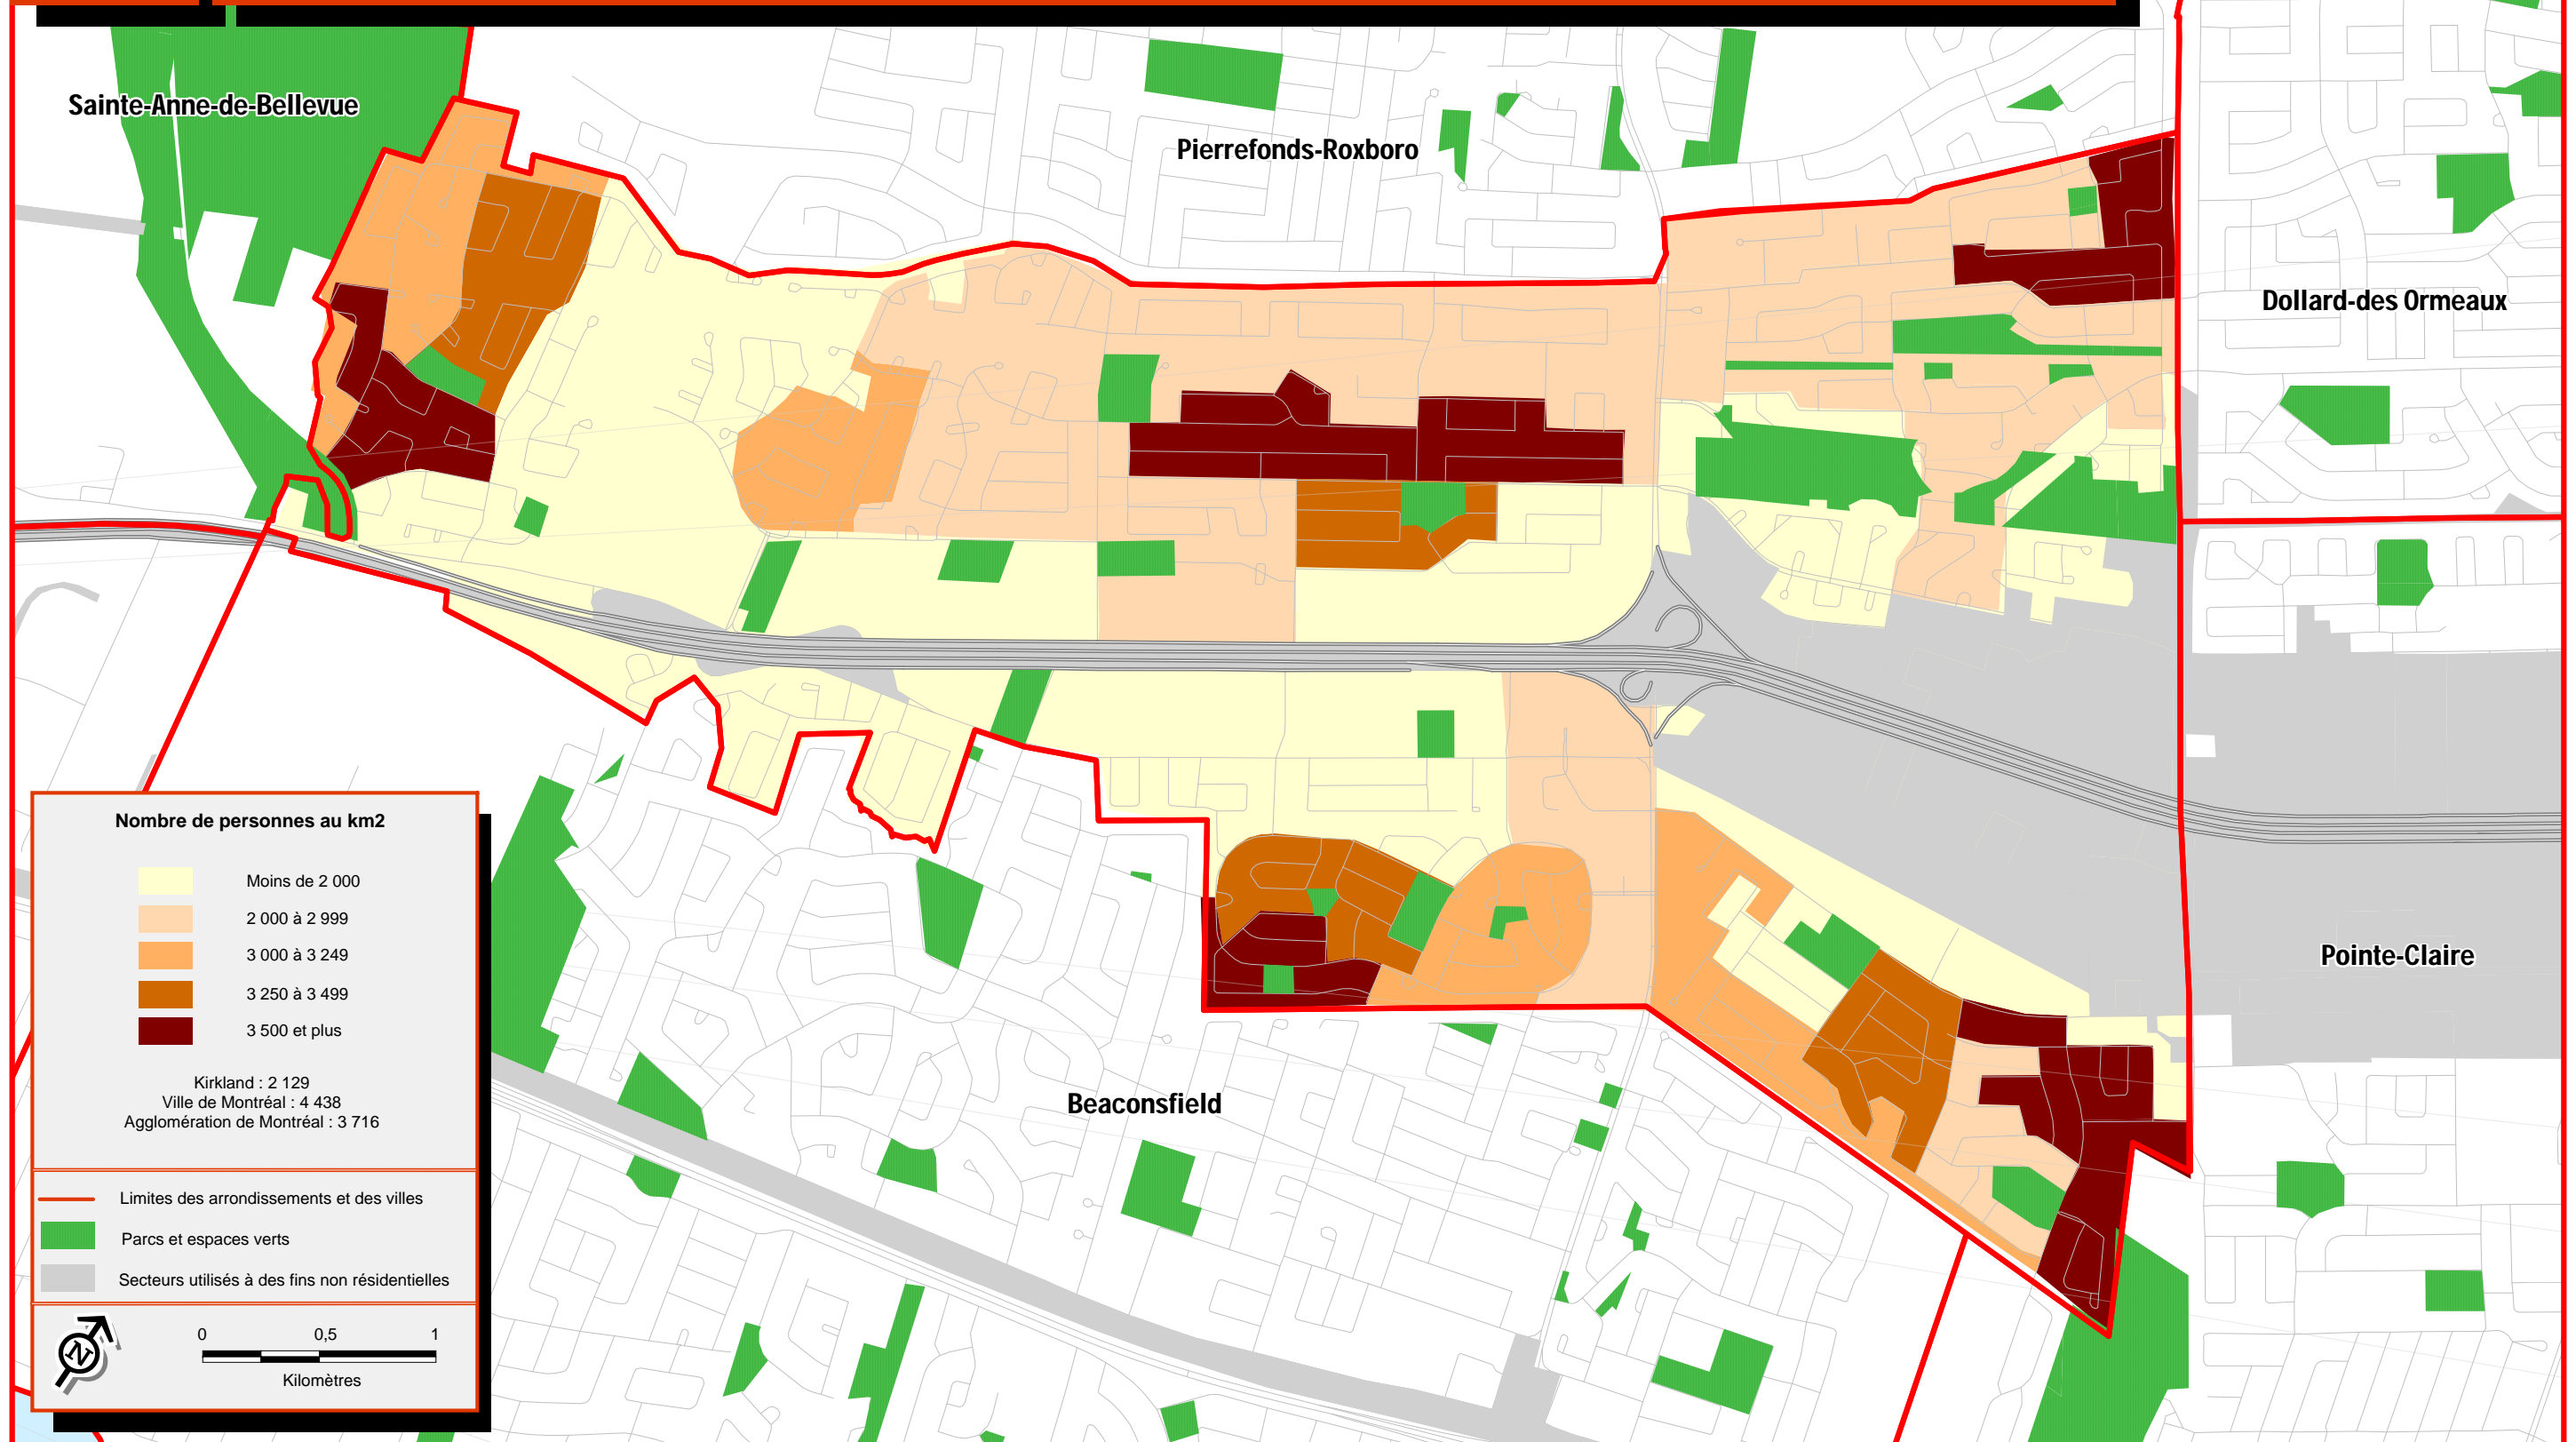 Sainte-Anne-de-Bellevue
Pierrefonds-Roxboro
Dollard-des Ormeaux
Pointe-Claire
Beaconsfield
Nombre de personnes au km2
Moins de 2 000
2 000 à 2 999
3 000 à 3 249
3 250 à 3 499
3 500 et plus
Kirkland : 2 129
Ville de Montréal : 4 438
Agglomération de Montréal : 3 716
Limites des arrondissements et des villes
Parcs et espaces verts
Secteurs utilisés à des fins non résidentielles
N
0 0,5 1
Kilomètres